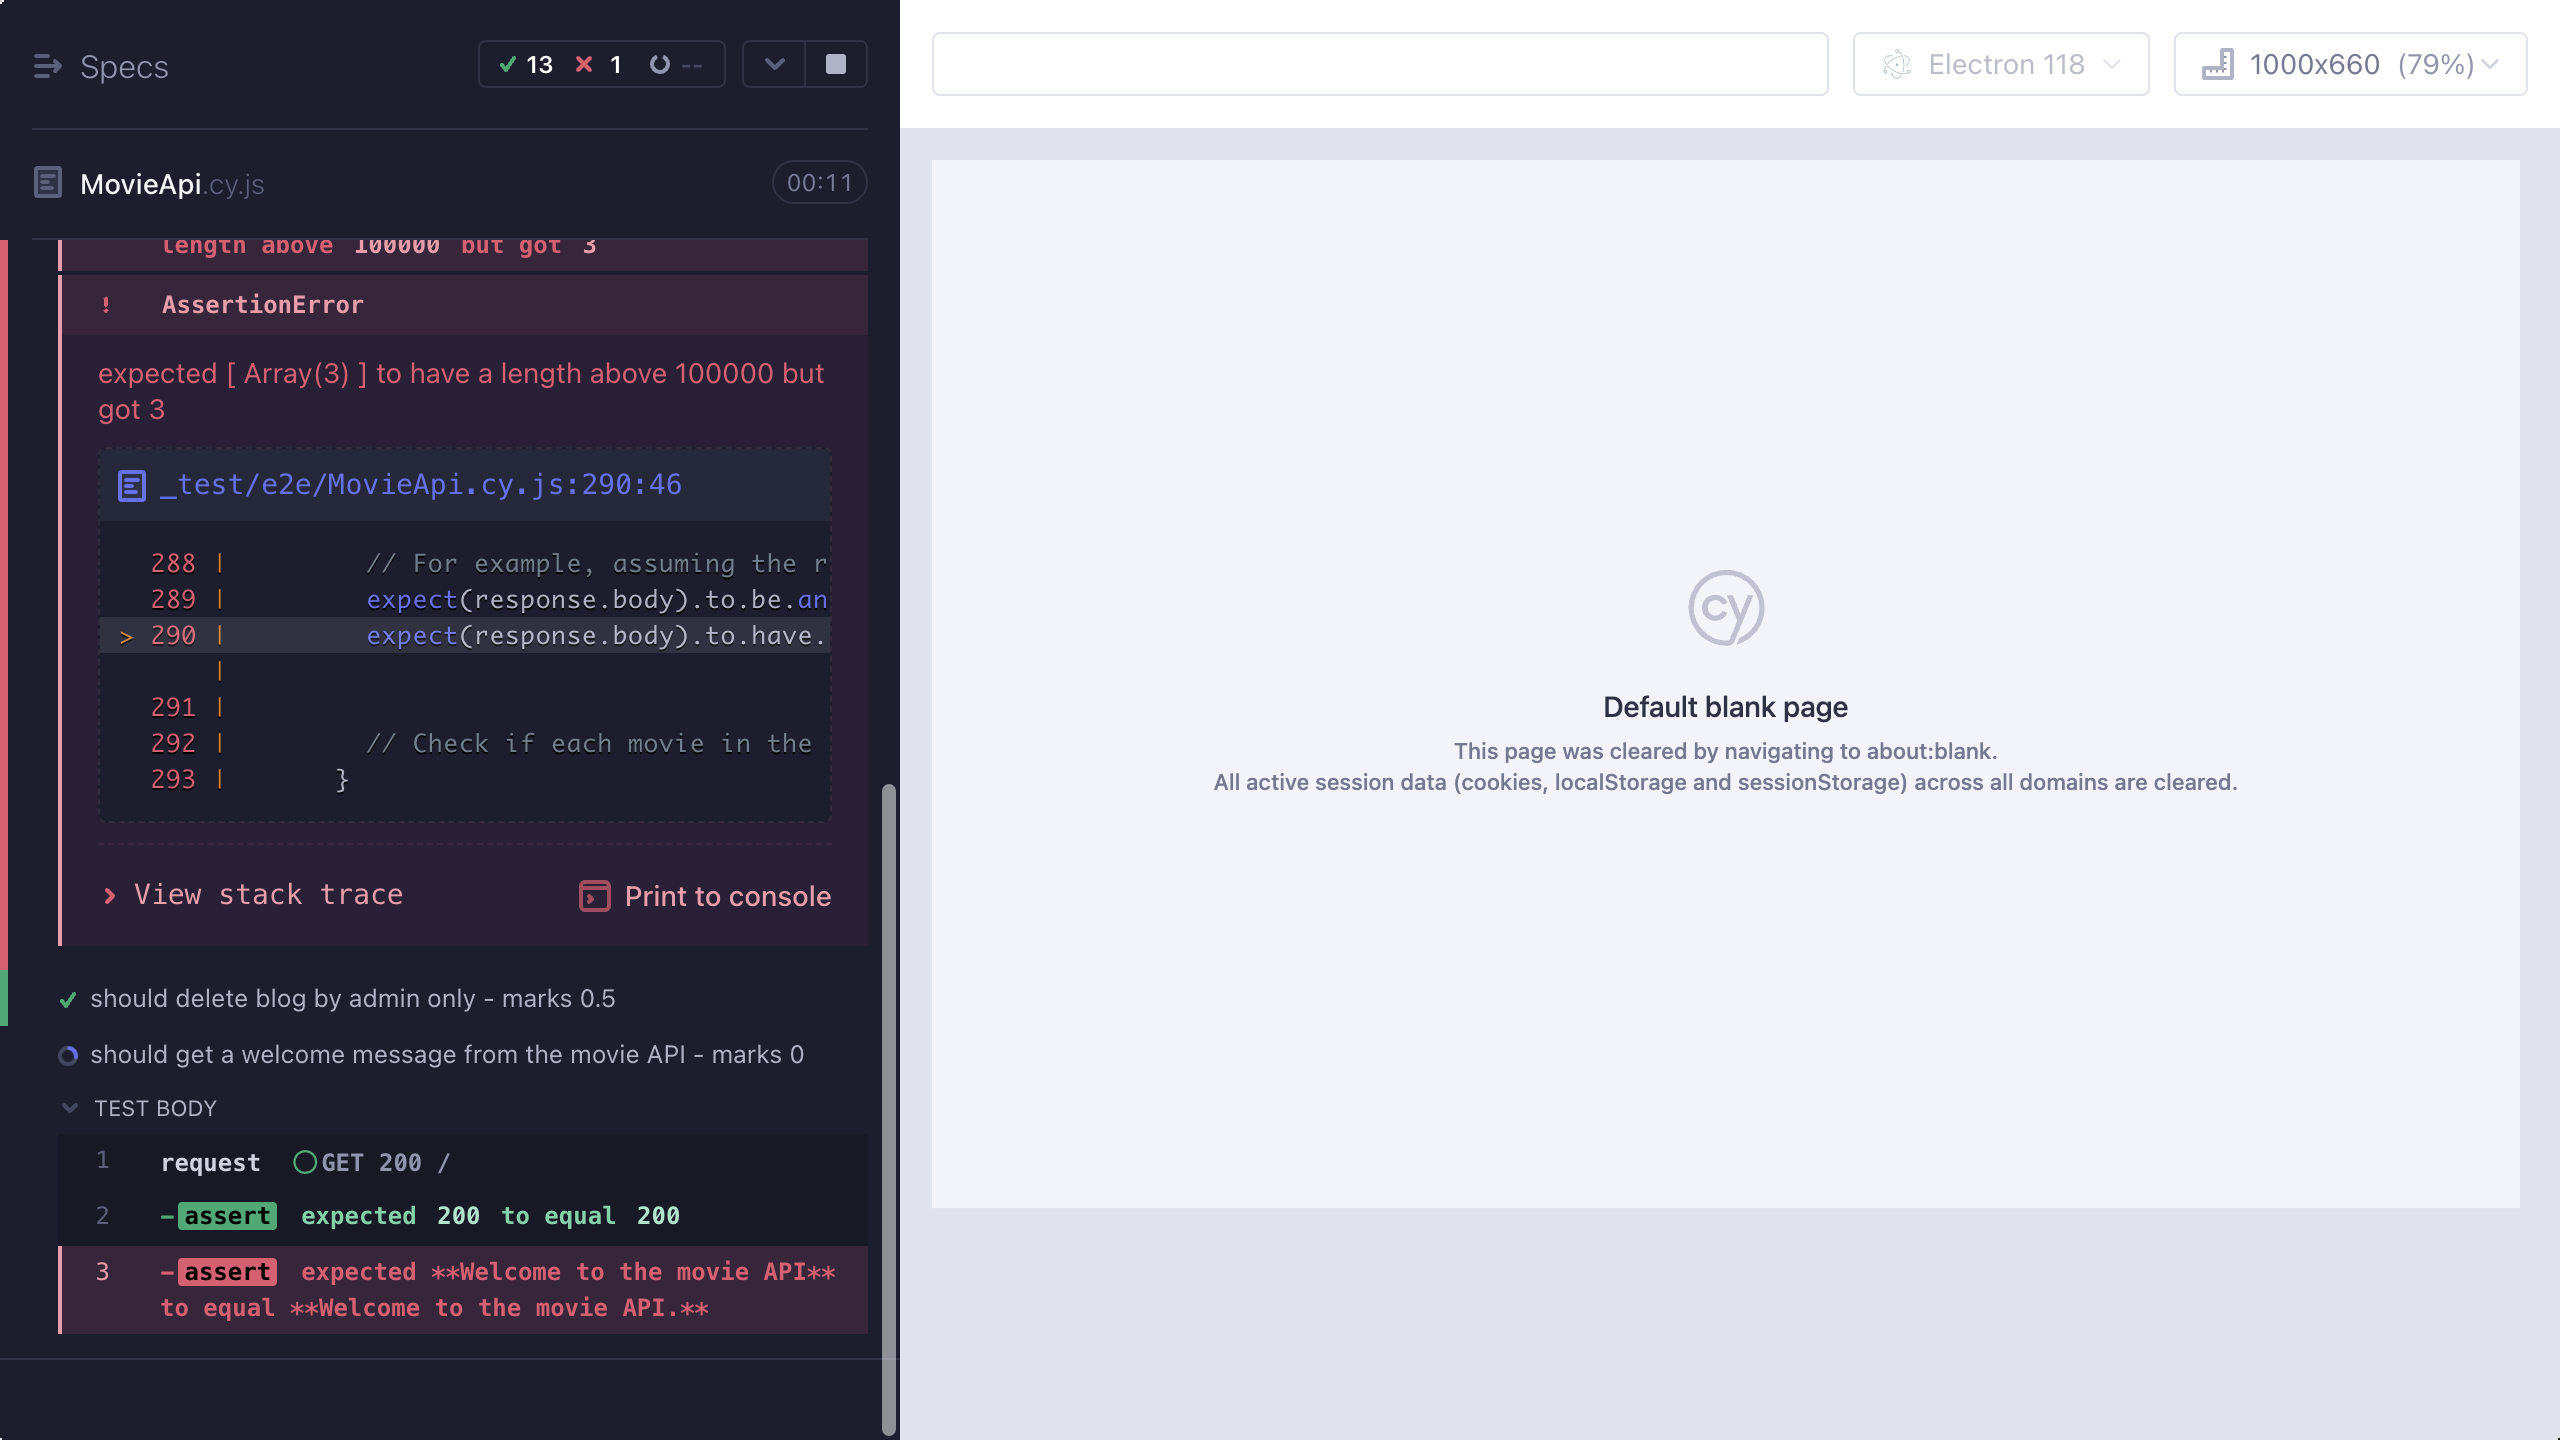 Specs
13
1
--
MovieApi.cy.js
00:11
length above 100000 but got 3
! AssertionError
expected [ Array(3) ] to have a length above 100000 but
got 3
_test/e2e/MovieApi.cy.js:290:46
288 | // For example, assuming the r
289 | expect(response.body).to.be.an
> 290 | expect(response.body).to.have.
|
291 |
292 | // Check if each movie in the
293 | }
View stack trace
Print to console
should delete blog by admin only - marks 0.5
should get a welcome message from the movie API - marks 0
TEST BODY
1 request GET 200 /
2 -assert expected 200 to equal 200
3 -assert expected **Welcome to the movie API**
to equal **Welcome to the movie API.**
Electron 118
1000x660 (79%)
cy
Default blank page
This page was cleared by navigating to about:blank.
All active session data (cookies, localStorage and sessionStorage) across all domains are cleared.